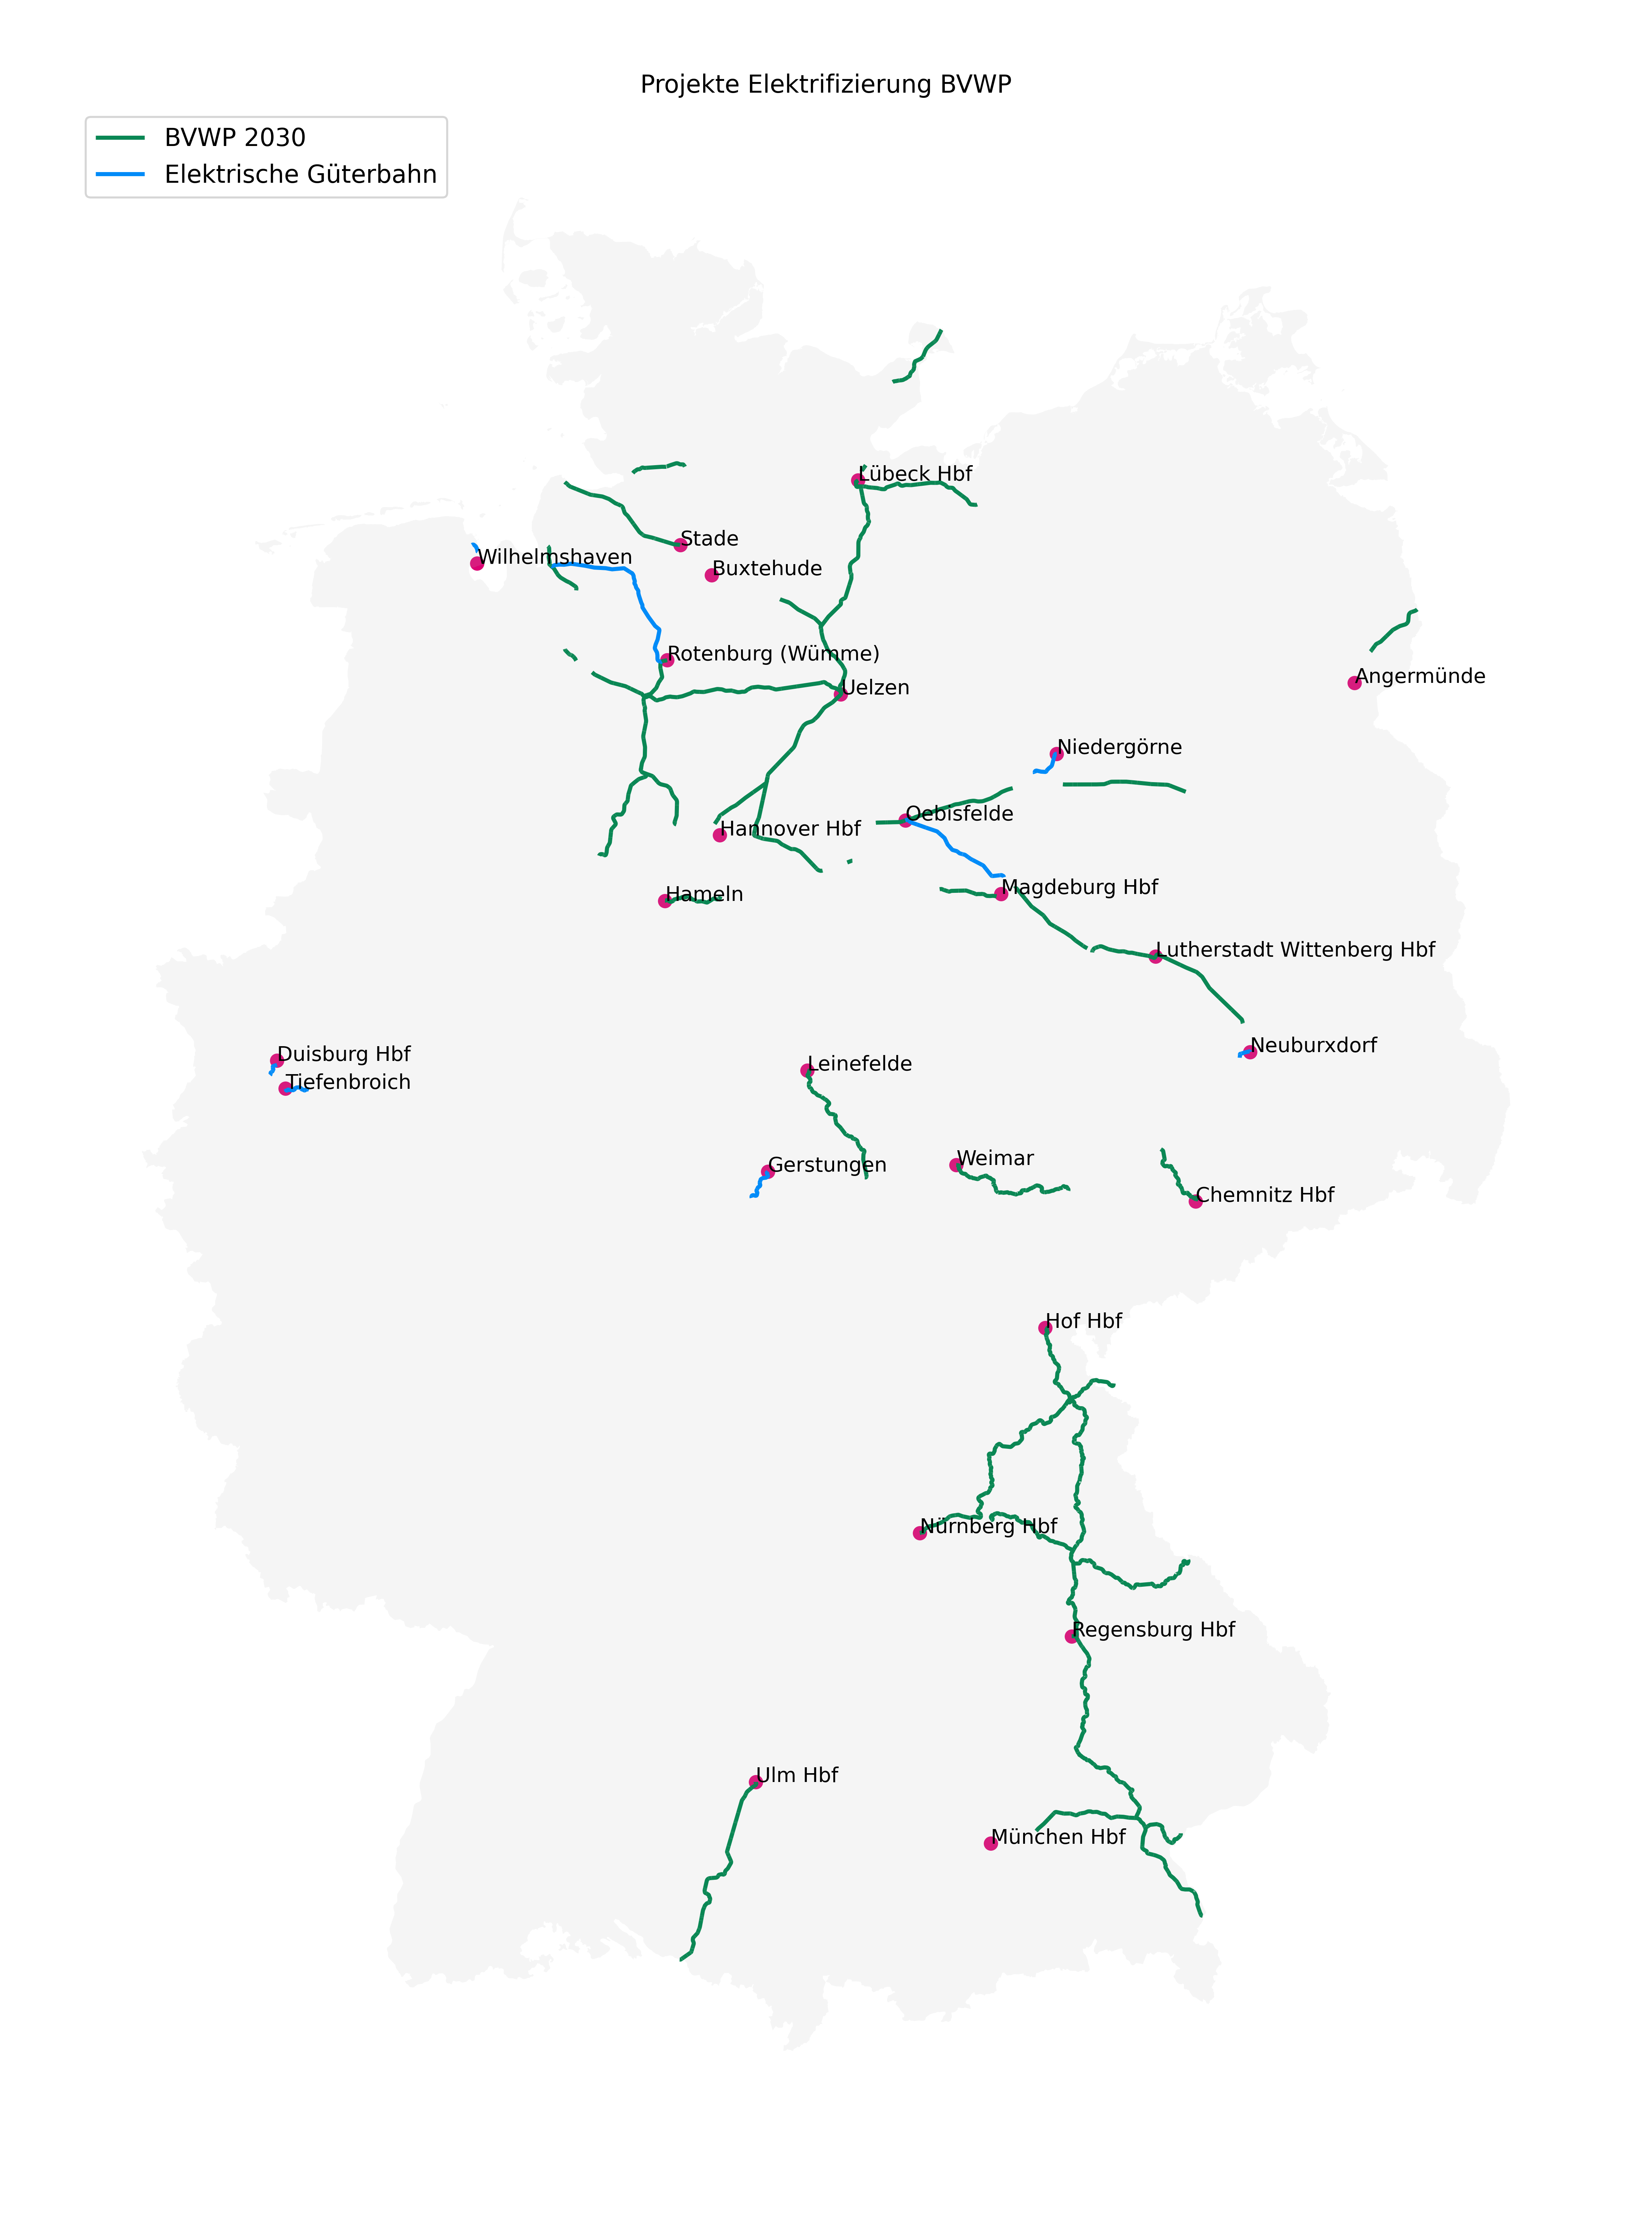 Projekte Elektrifizierung BVWP
BVWP 2030
Elektrische Güterbahn
Lübeck Hbf
Stade
Wilhelmshaven
Buxtehude
Rotenburg (Wümme)
Angermünde
Uelzen
Niedergörne
Oebisfelde
Hannover Hbf
Magdeburg Hbf
Hameln
Lutherstadt Wittenberg Hbf
Neuburxdorf
Duisburg Hbf
Leinefelde
Tiefenbroich
Weimar
Gerstungen
Chemnitz Hbf
Hof Hbf
Nürnberg Hbf
Regensburg Hbf
Ulm Hbf
München Hbf